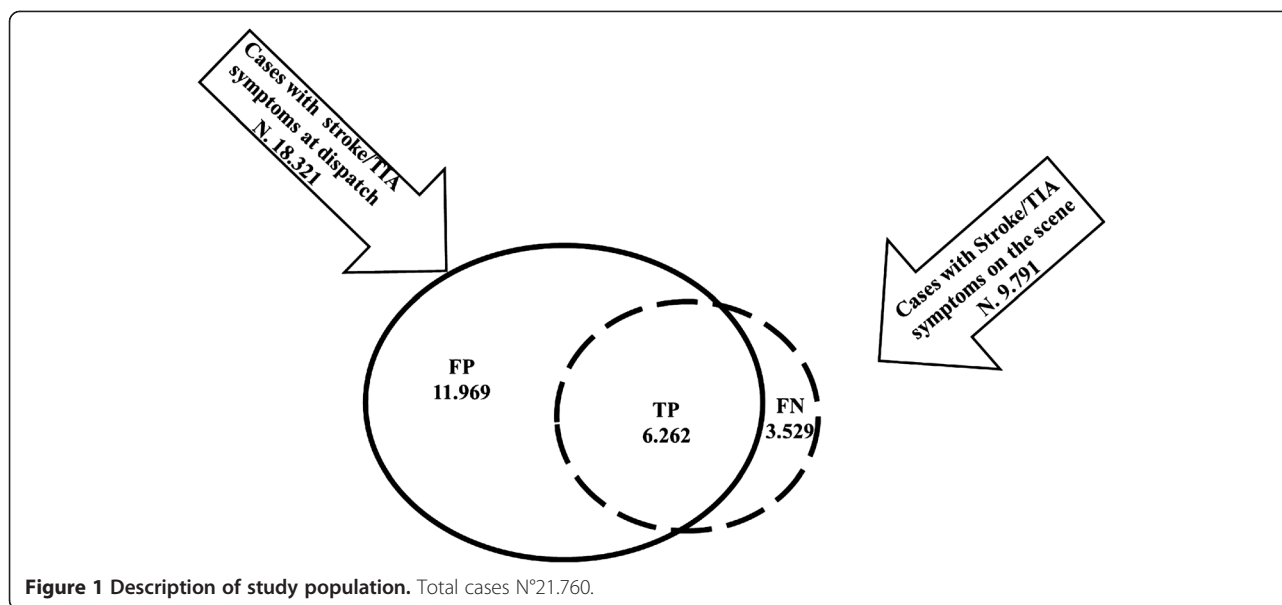 Cases with stroke/TIA
symptoms at dispatch
N. 18.321
Cases with Stroke/TIA
symptoms on the scene
N. 9.791
FP
11.969
TP
6.262
FN
3.529
Figure 1 Description of study population. Total cases N°21.760.